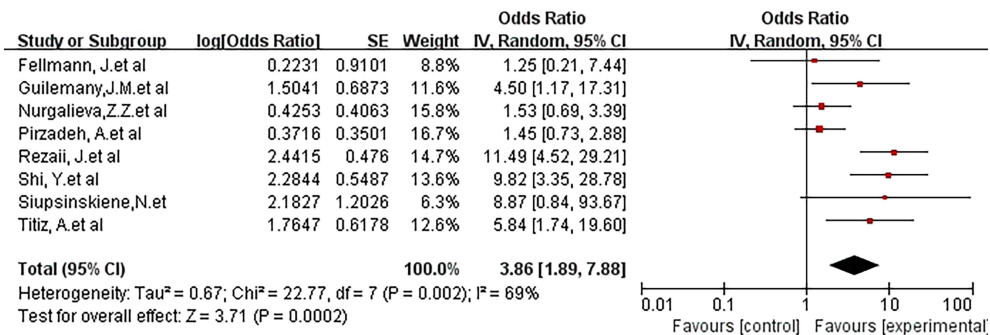 Odds Ratio Odds Ratio
Study or Subgroup log[Odds Ratio] SE Weight IV, Random, 95% CI IV, Random, 95% CI
Fellmann, J.et al 0.2231 0.9101 8.8% 1.25 [0.21, 7.44]
Guilemany,J.M.et al 1.5041 0.6873 11.6% 4.50 [1.17, 17.31]
Nurgalieva,Z.Z.et al 0.4253 0.4063 15.8% 1.53 [0.69, 3.39]
Pirzadeh, A.et al 0.3716 0.3501 16.7% 1.45 [0.73, 2.88]
Rezaii, J.et al 2.4415 0.476 14.7% 11.49 [4.52, 29.21]
Shi, Y.et al 2.2844 0.5487 13.6% 9.82 [3.35, 28.78]
Siupsinskiene,N.et 2.1827 1.2026 6.3% 8.87 [0.84, 93.67]
Titiz, A.et al 1.7647 0.6178 12.6% 5.84 [1.74, 19.60]
Total (95% CI) 100.0% 3.86 [1.89, 7.88]
Heterogeneity: Tau² = 0.67; Chi² = 22.77, df = 7 (P = 0.002); I² = 69%
Test for overall effect: Z = 3.71 (P = 0.0002)
0.01 0.1 1 10 100
Favours [control] Favours [experimental]